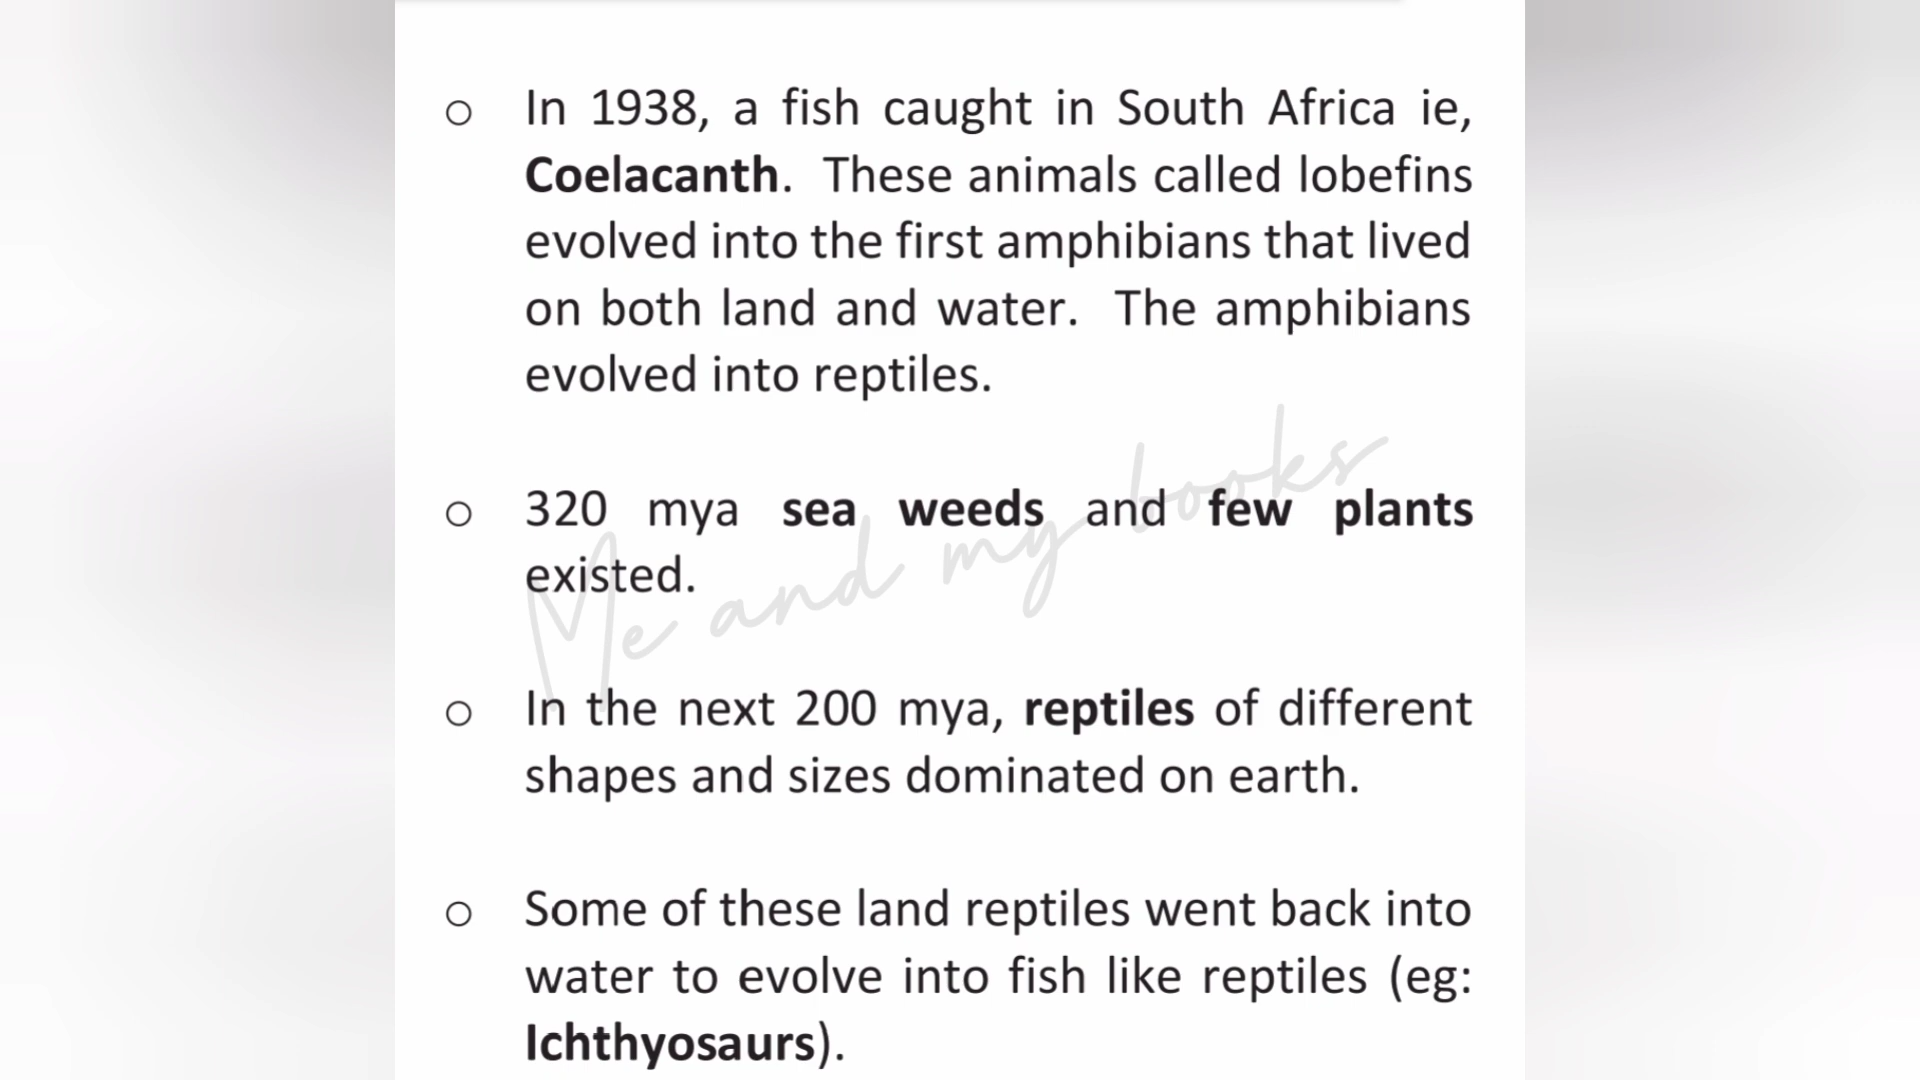 ○ In 1938, a fish caught in South Africa ie,
Coelacanth. These animals called lobefins
evolved into the first amphibians that lived
on both land and water. The amphibians
evolved into reptiles.
○ 320 mya sea weeds and few plants
existed.
Me and my books
○ In the next 200 mya, reptiles of different
shapes and sizes dominated on earth.
○ Some of these land reptiles went back into
water to evolve into fish like reptiles (eg:
Ichthyosaurs).